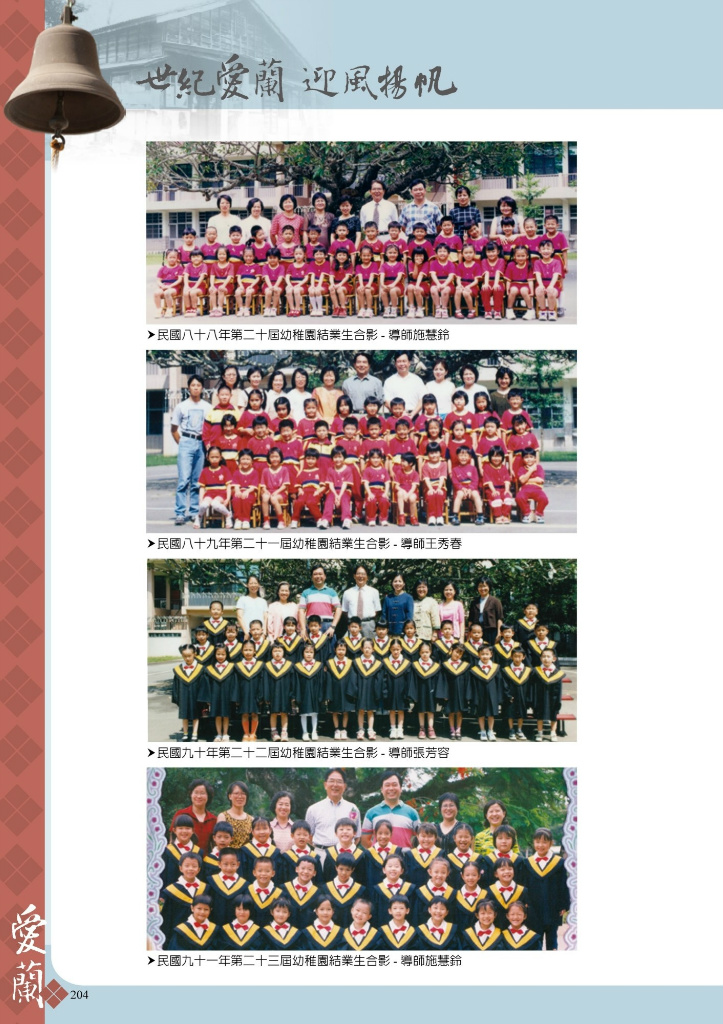 世紀愛蘭 迎風揚帆
➤民國八十八年第二十屆幼稚園結業生合影 - 導師施慧鈴
➤民國八十九年第二十一屆幼稚園結業生合影 - 導師王秀春
➤民國九十年第二十二屆幼稚園結業生合影 - 導師張芳容
➤民國九十一年第二十三屆幼稚園結業生合影 - 導師施慧鈴
愛蘭
204